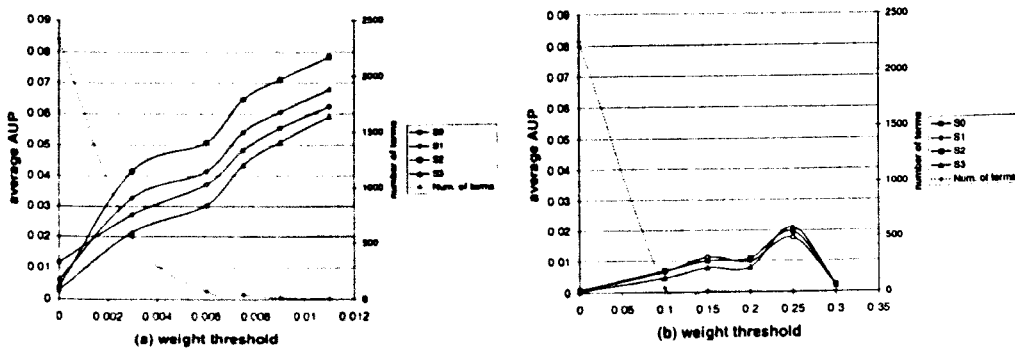 0.09
0.08
0.07
0.06
0.05
0.04
0.03
0.02
0.01
0
average AUP
2500
2000
1500
1000
500
0
number of terms
S0
S1
S2
S3
Num. of terms
0
0.002
0.004
0.006
0.008
0.01
0.012
(a) weight threshold
0.09
0.08
0.07
0.06
0.05
0.04
0.03
0.02
0.01
0
average AUP
2500
2000
1500
1000
500
0
number of terms
S0
S1
S2
S3
Num. of terms
0
0.05
0.1
0.15
0.2
0.25
0.3
0.35
(b) weight threshold